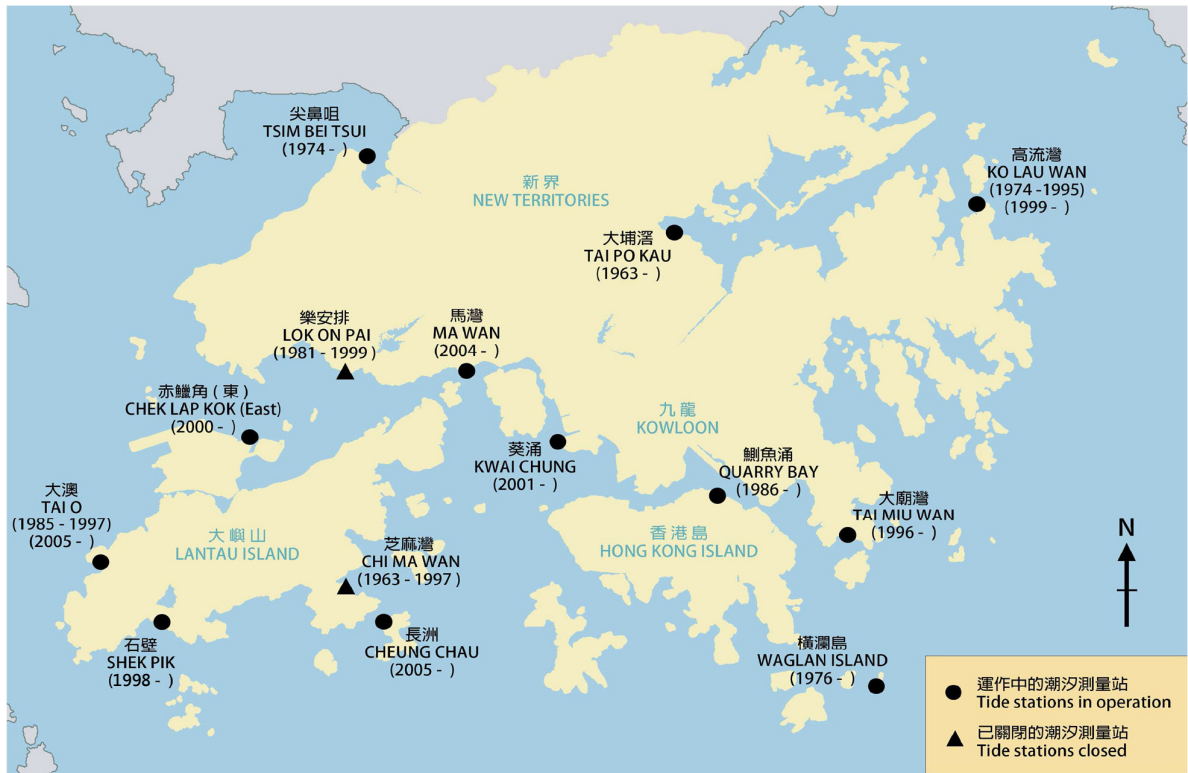 尖鼻咀
TSIM BEI TSUI
(1974 - )
高流灣
KO LAU WAN
(1974 -1995)
(1999 - )
新界
NEW TERRITORIES
大埔滘
TAI PO KAU
(1963 - )
樂安排
LOK ON PAI
(1981 - 1999 )
馬灣
MA WAN
(2004 - )
赤鱲角 ( 東 )
CHEK LAP KOK (East)
(2000 - )
九龍
KOWLOON
葵涌
KWAI CHUNG
(2001 - )
鰂魚涌
QUARRY BAY
(1986 - )
大澳
TAI O
(1985 - 1997)
(2005 - )
大廟灣
TAI MIU WAN
(1996 - )
大嶼山
LANTAU ISLAND
香港島
HONG KONG ISLAND
芝麻灣
CHI MA WAN
(1963 - 1997 )
石壁
SHEK PIK
(1998 - )
長洲
CHEUNG CHAU
(2005 - )
橫瀾島
WAGLAN ISLAND
(1976 - )
N
運作中的潮汐測量站
Tide stations in operation
已關閉的潮汐測量站
Tide stations closed